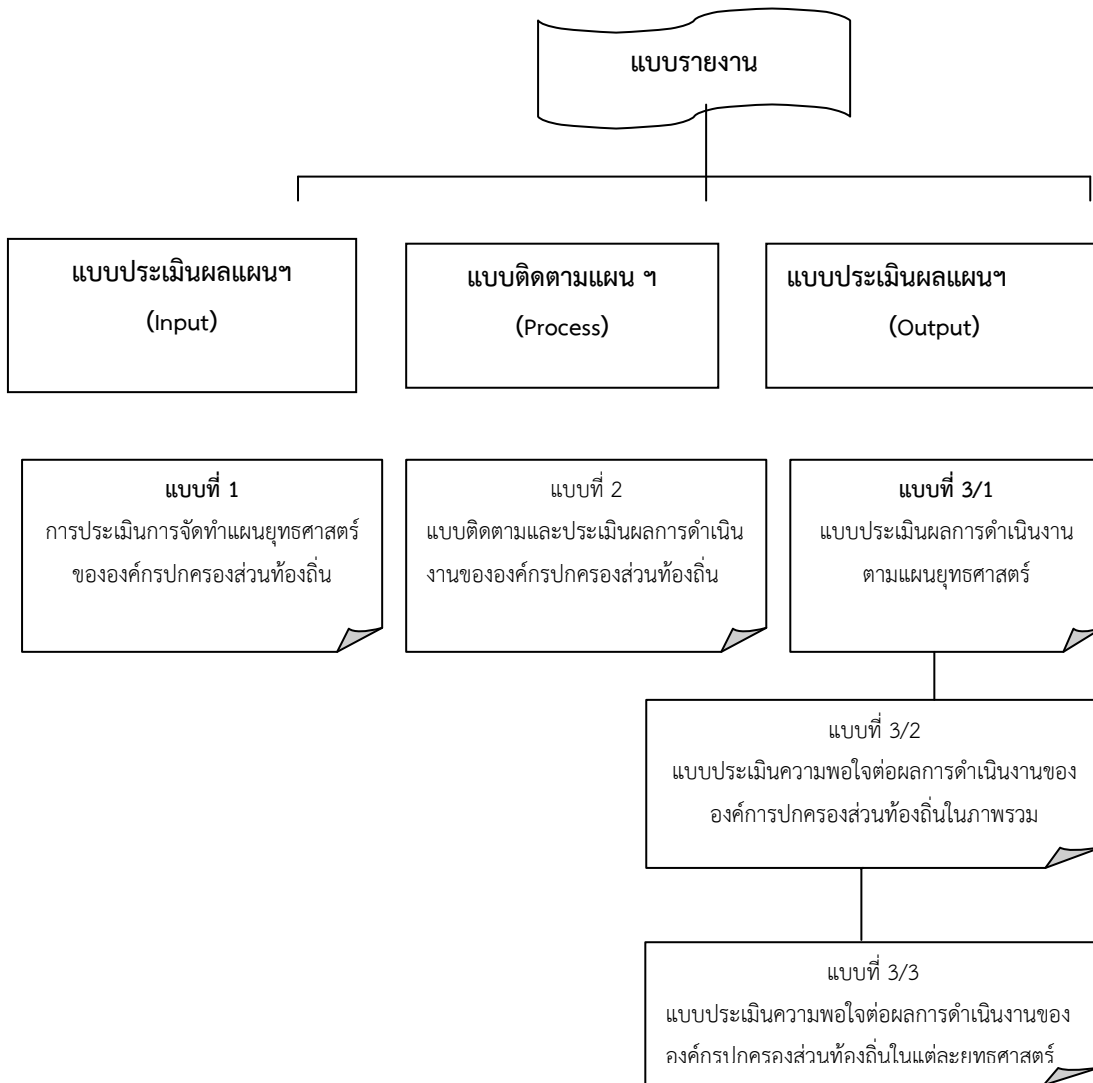 แบบรายงาน
แบบประเมินผลแผนฯ
(Input)
แบบติดตามแผน ฯ
(Process)
แบบประเมินผลแผนฯ
(Output)
แบบที่ 1
การประเมินการจัดทำแผนยุทธศาสตร์
ขององค์กรปกครองส่วนท้องถิ่น
แบบที่ 2
แบบติดตามและประเมินผลการดำเนิน
งานขององค์กรปกครองส่วนท้องถิ่น
แบบที่ 3/1
แบบประเมินผลการดำเนินงาน
ตามแผนยุทธศาสตร์
แบบที่ 3/2
แบบประเมินความพอใจต่อผลการดำเนินงานของ
องค์การปกครองส่วนท้องถิ่นในภาพรวม
แบบที่ 3/3
แบบประเมินความพอใจต่อผลการดำเนินงานของ
องค์กรปกครองส่วนท้องถิ่นในแต่ละยุทธศาสตร์